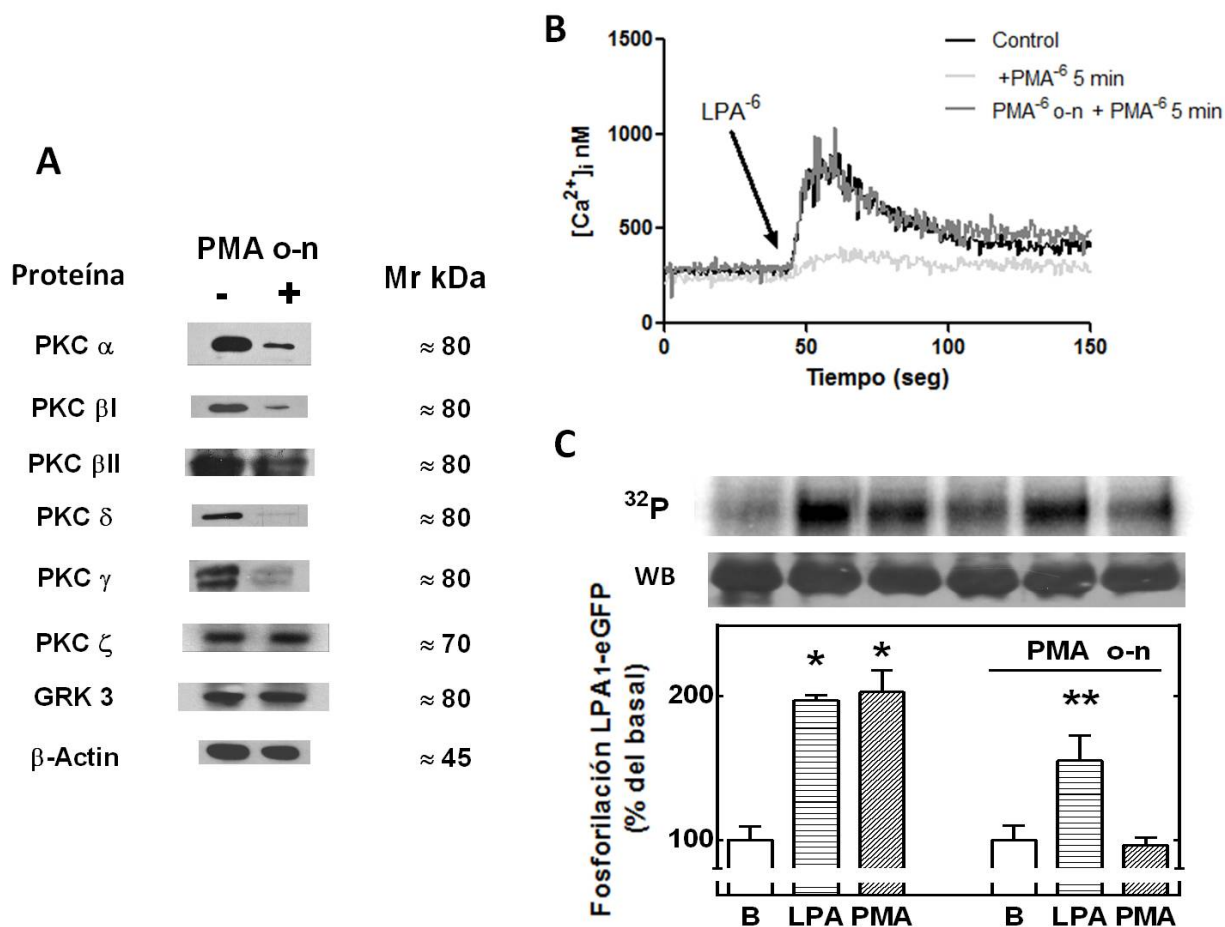 A
PMA o-n
Proteína - + Mr kDa
PKC α ≈ 80
PKC βI ≈ 80
PKC βII ≈ 80
PKC δ ≈ 80
PKC γ ≈ 80
PKC ζ ≈ 70
GRK 3 ≈ 80
β-Actin ≈ 45
B
1500
1000
500
0
[Ca²⁺]ᵢ nM
0 50 100 150
Tiempo (seg)
LPA⁻⁶
Control
+PMA⁻⁶ 5 min
PMA⁻⁶ o-n + PMA⁻⁶ 5 min
C
³²P
WB
Fosforilación LPA1-eGFP
(% del basal)
200
100
* *
PMA o-n
**
B LPA PMA B LPA PMA